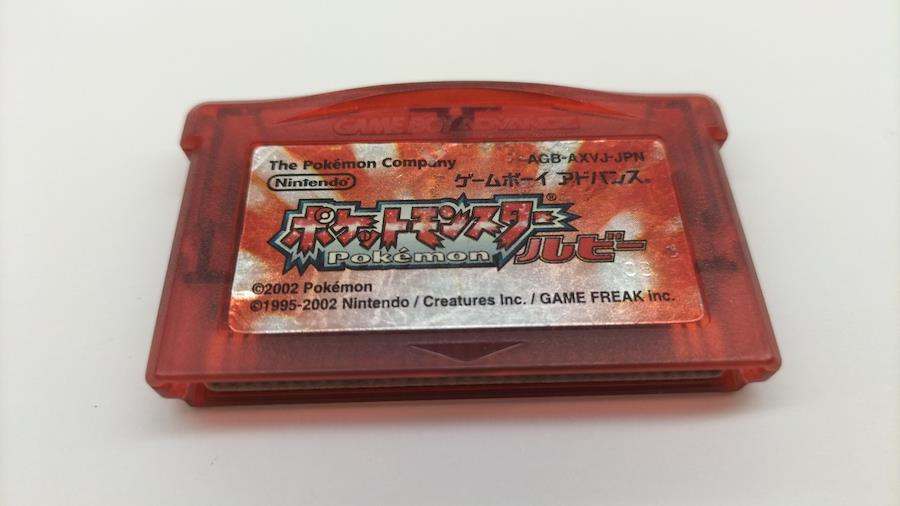 GAME BOY ADVANCE
The Pokémon Company
AGB-AXVJ-JPN
Nintendo®
ゲームボーイ アドバンス®
ポケットモンスター®
Pokémon
ルビー
©2002 Pokémon
©1995-2002 Nintendo / Creatures Inc. / GAME FREAK inc.